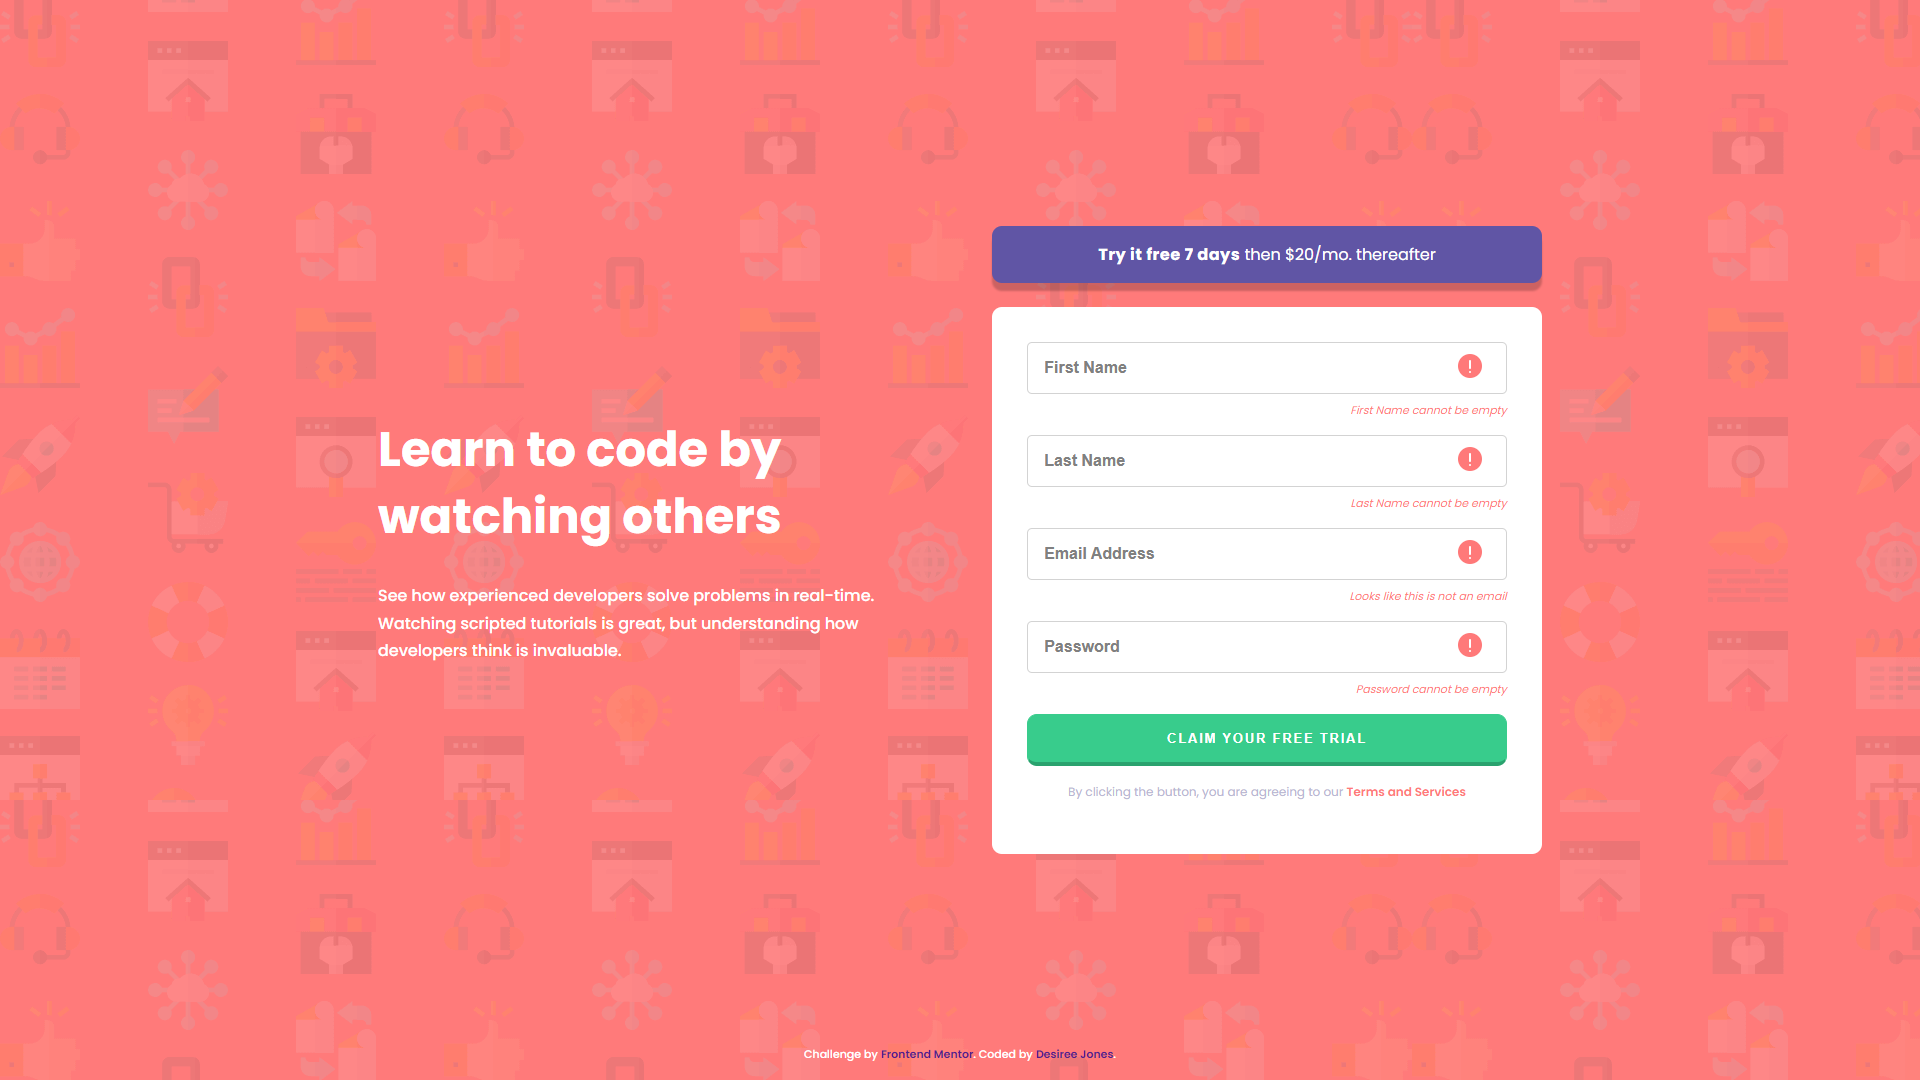 Learn to code by
watching others
See how experienced developers solve problems in real-time.
Watching scripted tutorials is great, but understanding how
developers think is invaluable.
Try it free 7 days then $20/mo. thereafter
First Name
First Name cannot be empty
Last Name
Last Name cannot be empty
Email Address
Looks like this is not an email
Password
Password cannot be empty
CLAIM YOUR FREE TRIAL
By clicking the button, you are agreeing to our Terms and Services
Challenge by Frontend Mentor. Coded by Desiree Jones.